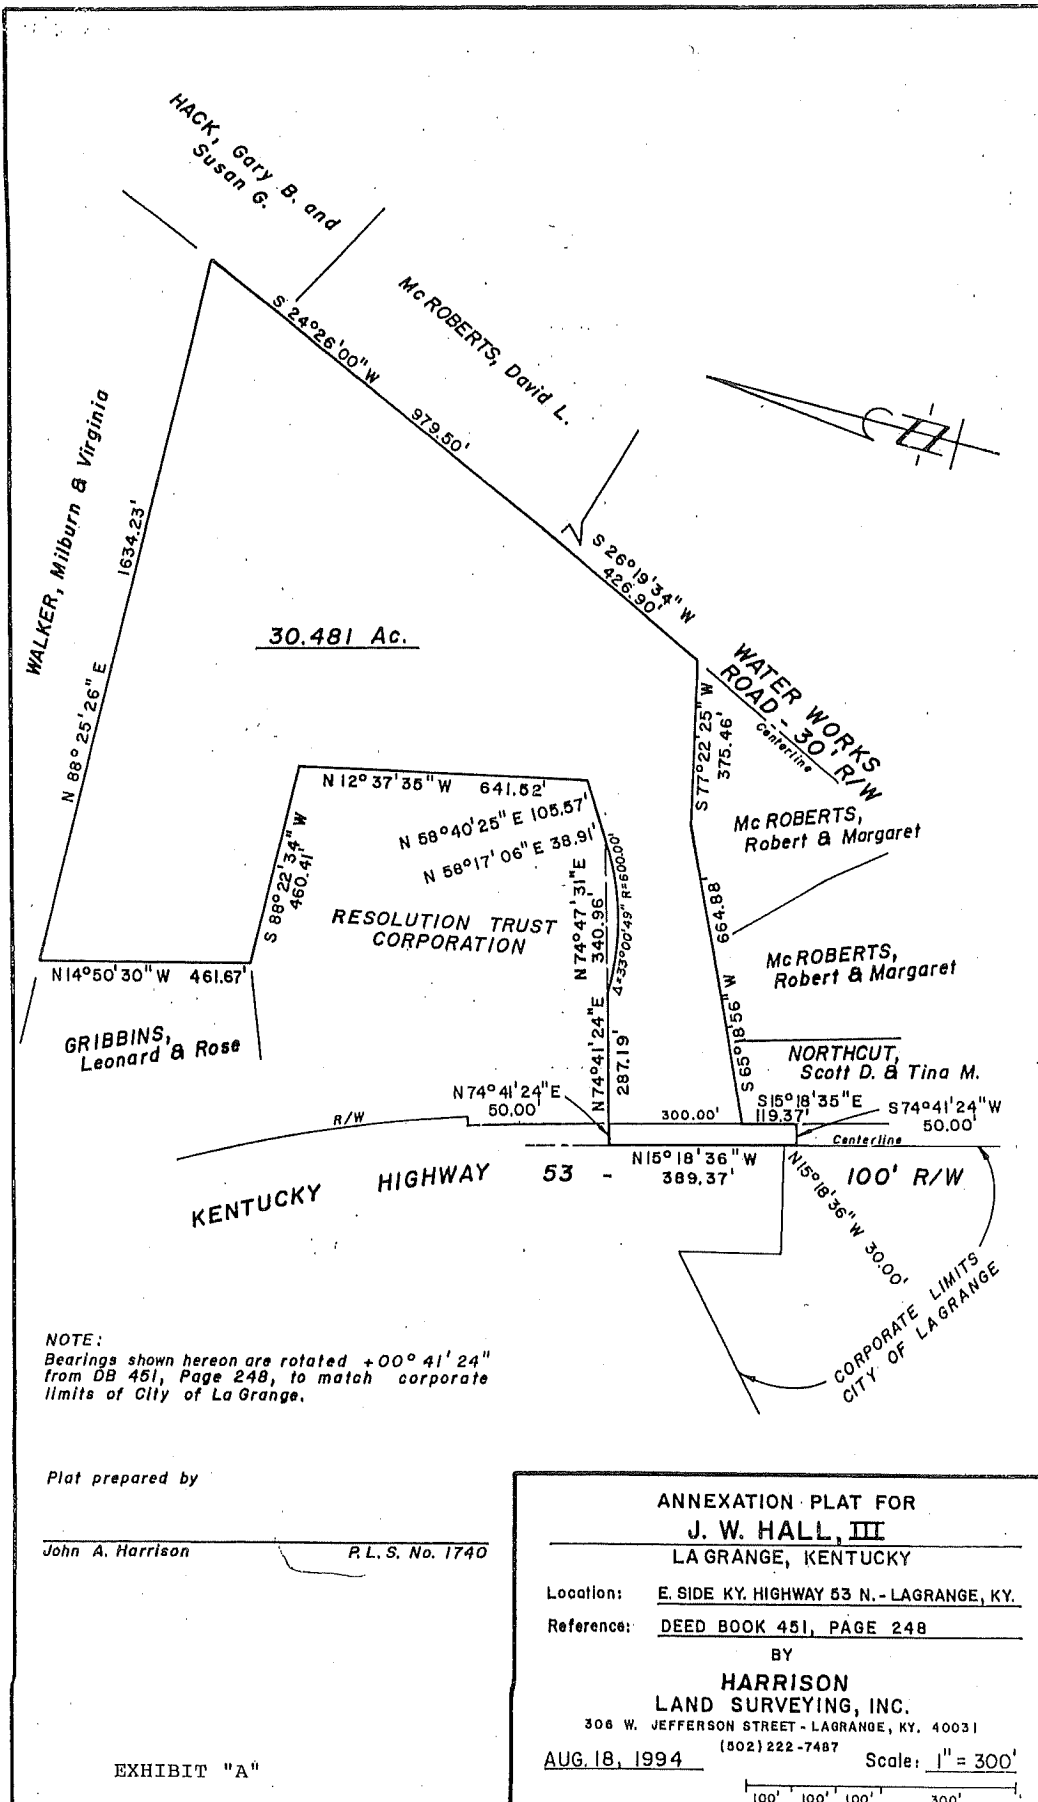 HACK, Gary B. and
Susan G.
S 24°26'00" W
979.50'
Mc ROBERTS, David L.
WALKER, Milburn & Virginia
1634.23'
N 88° 25' 26" E
S 26°19'34" W
426.90'
30.481 Ac.
WATER WORKS
ROAD - 30' R/W
Centerline
S 77°22'25" W
375.46'
N 12°37'35" W 641.52'
N 58°40'25" E 105.57'
N 58°17'06" E 38.91'
S 88°22'34" W
460.41'
RESOLUTION TRUST
CORPORATION
N 74°47'31" E
340.96'
Δ=33°00'49" R=600.00'
Mc ROBERTS,
Robert & Margaret
664.88'
S 65°18'56" W
Mc ROBERTS,
Robert & Margaret
N14°50'30" W 461.67'
GRIBBINS,
Leonard & Rose
N74°41'24"E
287.19'
NORTHCUT,
Scott D. & Tina M.
N74°41'24"E
50.00'
R/W
300.00'
S15°18'35"E
119.37'
S74°41'24"W
50.00'
Centerline
N15°18'36" W
389.37'
KENTUCKY HIGHWAY 53 - 100' R/W
N15°18'36" W 30.00'
CORPORATE LIMITS
CITY OF LAGRANGE
NOTE:
Bearings shown hereon are rotated +00° 41' 24"
from DB 451, Page 248, to match corporate
limits of City of La Grange.
Plat prepared by
John A. Harrison P.L.S. No. 1740
EXHIBIT "A"
ANNEXATION PLAT FOR
J. W. HALL, III
LA GRANGE, KENTUCKY
Location: E. SIDE KY. HIGHWAY 53 N.-LAGRANGE, KY.
Reference: DEED BOOK 451, PAGE 248
BY
HARRISON
LAND SURVEYING, INC.
306 W. JEFFERSON STREET - LAGRANGE, KY. 40031
(502) 222-7487
AUG. 18, 1994 Scale: 1" = 300'
100' 100' 100' 300'